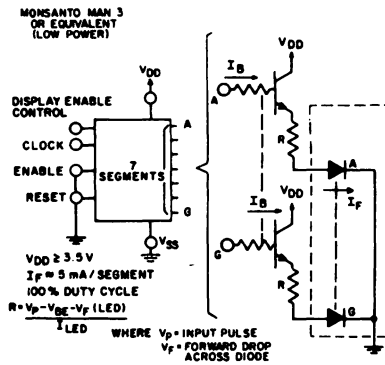 MONSANTO MAN 3
OR EQUIVALENT
(LOW POWER)
VDD
DISPLAY ENABLE
CONTROL
CLOCK
ENABLE
RESET
7
SEGMENTS
A
G
VSS
VDD ≥ 3.5 V
IF ≈ 5 mA/SEGMENT
100% DUTY CYCLE
R = VP-VBE-VF (LED)
ILED
WHERE VP = INPUT PULSE
VF = FORWARD DROP
ACROSS DIODE
VDD
IB
A
R
A
IF
VDD
IB
G
R
G